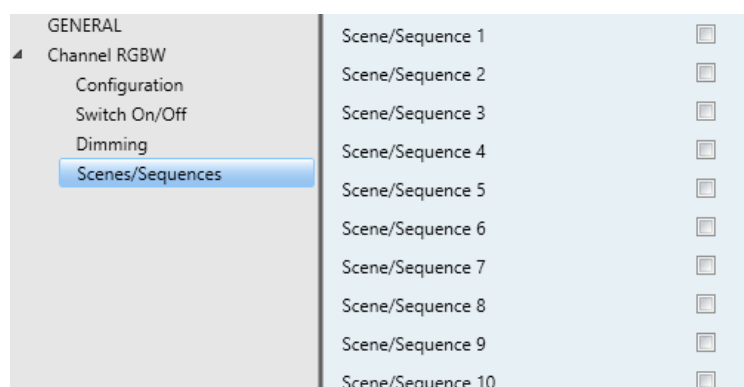 GENERAL
Channel RGBW
Configuration
Switch On/Off
Dimming
Scenes/Sequences
Scene/Sequence 1
Scene/Sequence 2
Scene/Sequence 3
Scene/Sequence 4
Scene/Sequence 5
Scene/Sequence 6
Scene/Sequence 7
Scene/Sequence 8
Scene/Sequence 9
Scene/Sequence 10